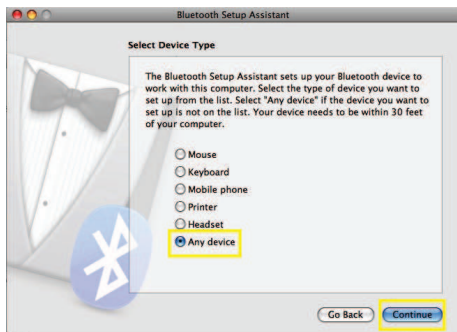 Bluetooth Setup Assistant
Select Device Type
The Bluetooth Setup Assistant sets up your Bluetooth device to
work with this computer. Select the type of device you want to
set up from the list. Select "Any device" if the device you want to
set up is not on the list. Your device needs to be within 30 feet
of your computer.
Mouse
Keyboard
Mobile phone
Printer
Headset
Any device
Go Back Continue